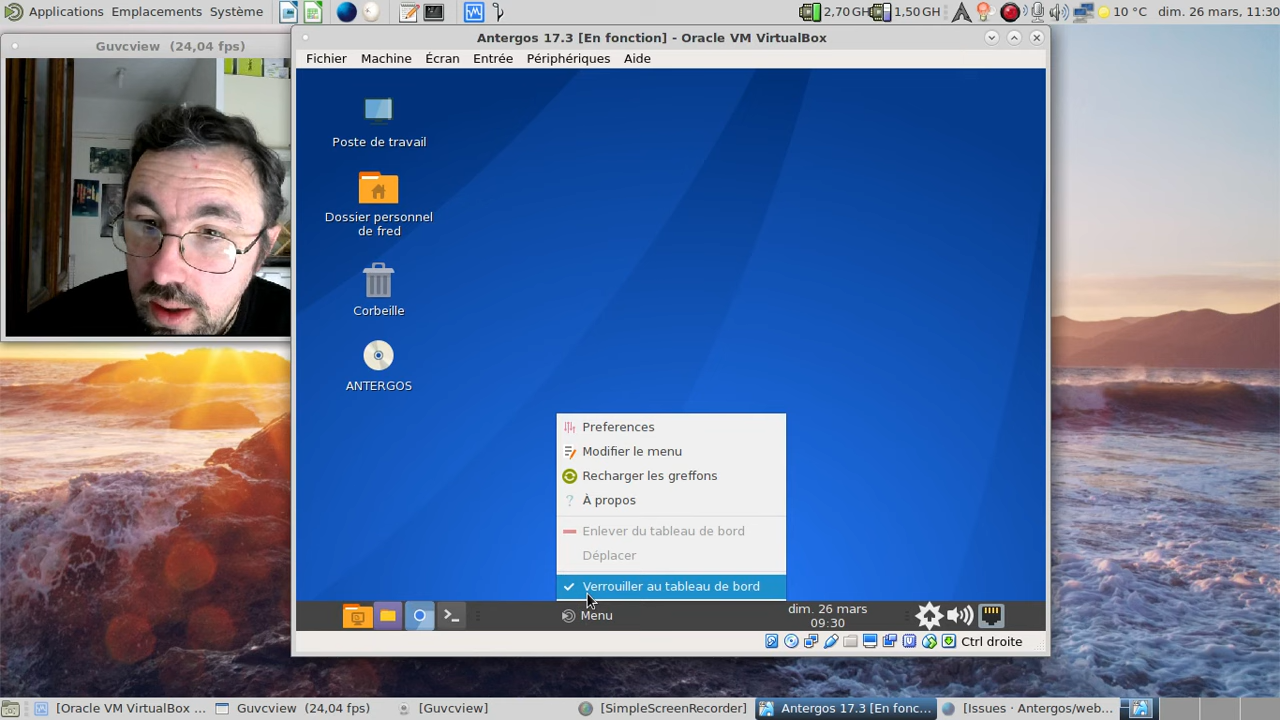 Applications Emplacements Système 2,70 GH 1,50 GH 10 °C dim. 26 mars, 11:30
Guvcview (24,04 fps)
Antergos 17.3 [En fonction] - Oracle VM VirtualBox
Fichier Machine Écran Entrée Périphériques Aide
Poste de travail
Dossier personnel
de fred
Corbeille
ANTERGOS
Preferences
Modifier le menu
Recharger les greffons
À propos
Enlever du tableau de bord
Déplacer
Verrouiller au tableau de bord
Menu
dim. 26 mars
09:30
Ctrl droite
[Oracle VM VirtualBox ... Guvcview (24,04 fps) [Guvcview] [SimpleScreenRecorder] Antergos 17.3 [En fonc... [Issues · Antergos/web...